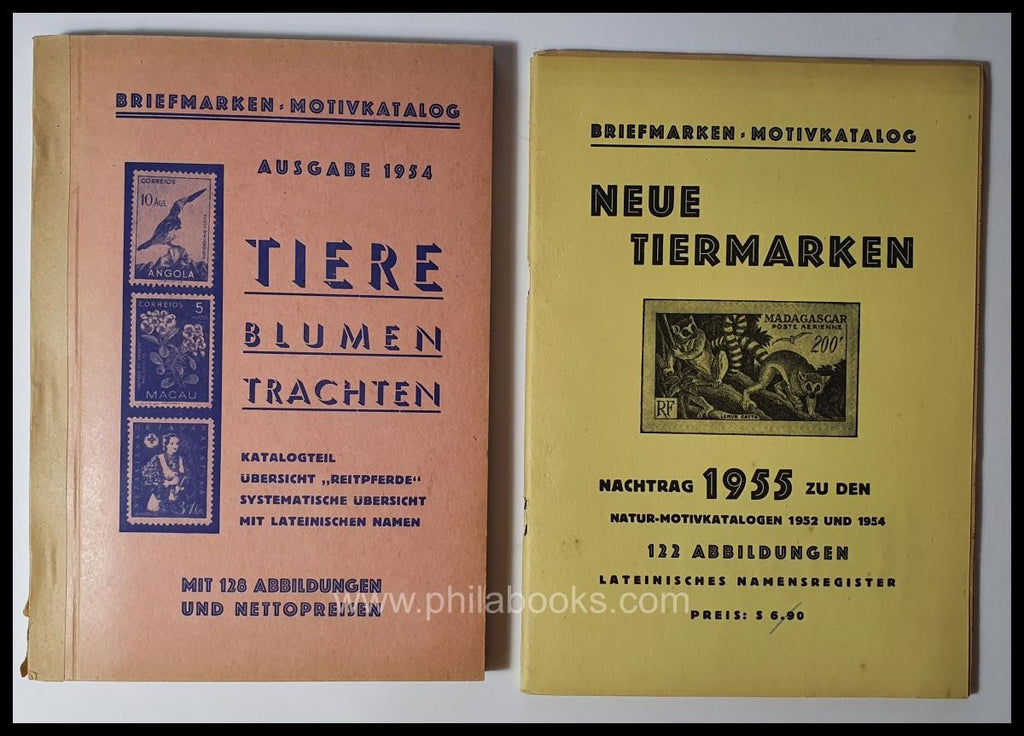 BRIEFMARKEN-MOTIVKATALOG
AUSGABE 1954
CORREIOS
10 Ags.
ANGOLA
TIERE
CORREIOS
5
AVOS
MACAU
BLUMEN
TRACHTEN
KATALOGTEIL
ÜBERSICHT „REITPFERDE“
SYSTEMATISCHE ÜBERSICHT
MIT LATEINISCHEN NAMEN
MIT 128 ABBILDUNGEN
UND NETTOPREISEN
BRIEFMARKEN-MOTIVKATALOG
NEUE
TIERMARKEN
MADAGASCAR
POSTE AERIENNE
200F
RF
NACHTRAG 1955 ZU DEN
NATUR-MOTIVKATALOGEN 1952 UND 1954
122 ABBILDUNGEN
LATEINISCHES NAMENSREGISTER
PREIS: S 6,90
www.philabooks.com